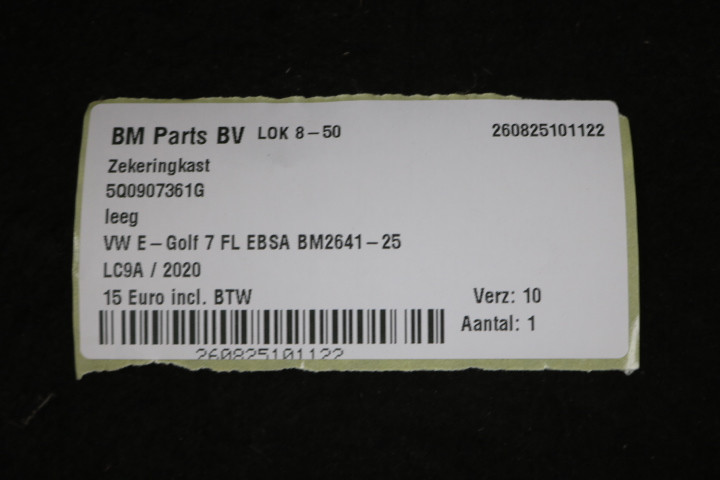 BM Parts BV LOK 8-50 260825101122
Zekeringkast
5Q0907361G
leeg
VW E-Golf 7 FL EBSA BM2641-25
LC9A / 2020
15 Euro incl. BTW Verz: 10
Aantal: 1
260825101122